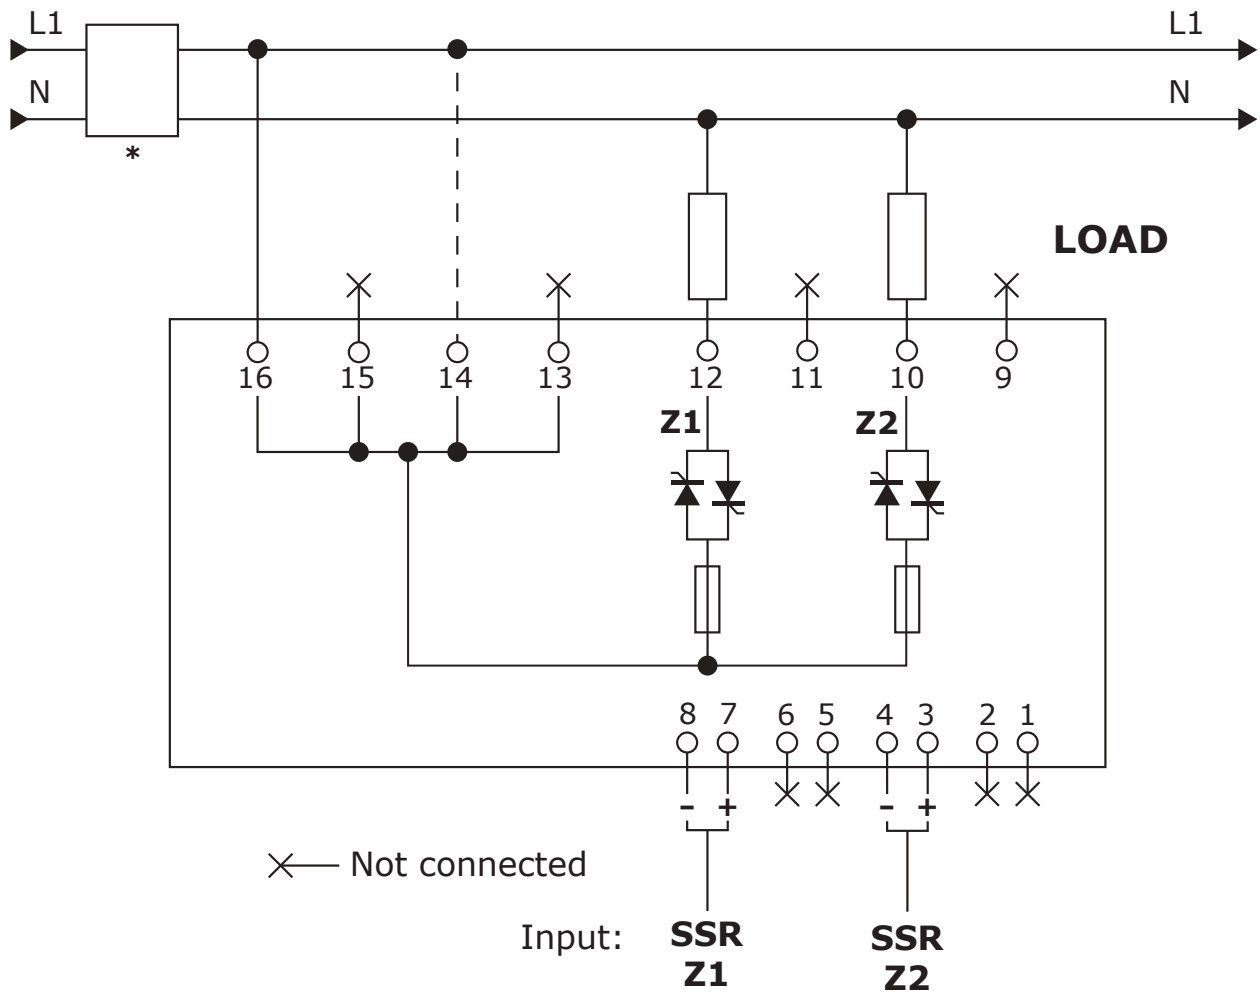 L1 L1
N N
*
LOAD
16 15 14 13 12 11 10 9
Z1 Z2
8 7 6 5 4 3 2 1
- + - +
Not connected
Input: SSR Z1 SSR Z2